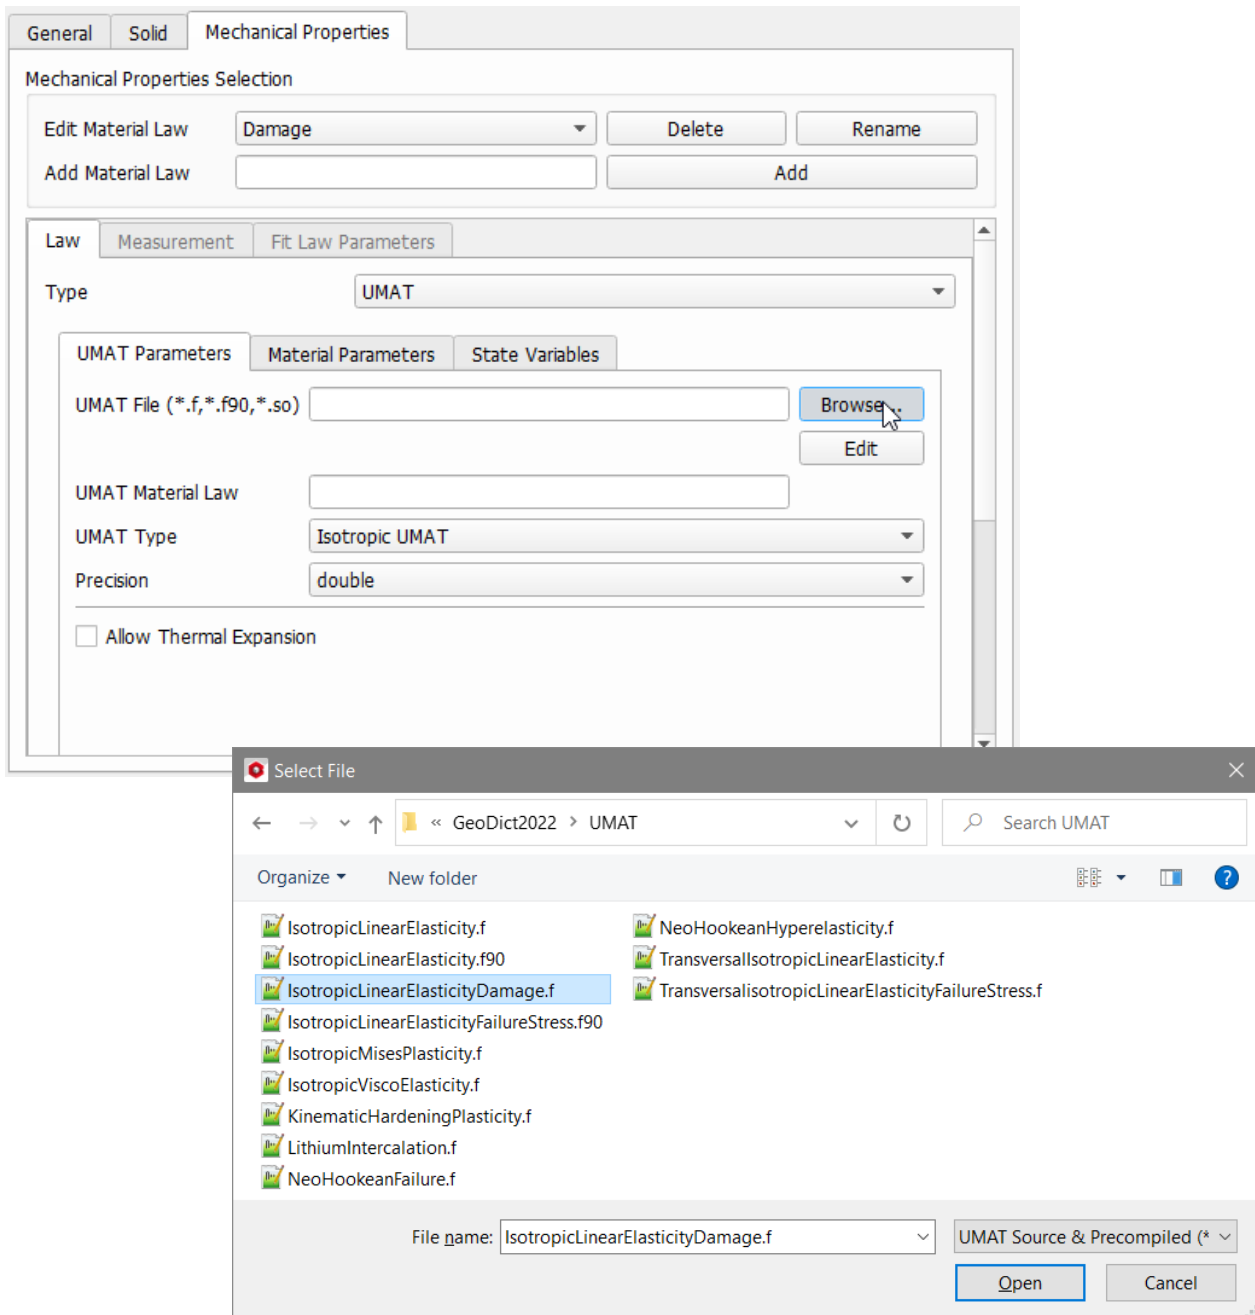 General Solid Mechanical Properties
Mechanical Properties Selection
Edit Material Law Damage Delete Rename
Add Material Law Add
Law Measurement Fit Law Parameters
Type UMAT
UMAT Parameters Material Parameters State Variables
UMAT File (*.f,*.f90,*.so) Browse...
Edit
UMAT Material Law
UMAT Type Isotropic UMAT
Precision double
Allow Thermal Expansion
Select File
« GeoDict2022 > UMAT Search UMAT
Organize New folder
IsotropicLinearElasticity.f
IsotropicLinearElasticity.f90
IsotropicLinearElasticityDamage.f
IsotropicLinearElasticityFailureStress.f90
IsotropicMisesPlasticity.f
IsotropicViscoElasticity.f
KinematicHardeningPlasticity.f
LithiumIntercalation.f
NeoHookeanFailure.f
NeoHookeanHyperelasticity.f
TransversalIsotropicLinearElasticity.f
TransversalisotropicLinearElasticityFailureStress.f
File name: IsotropicLinearElasticityDamage.f UMAT Source & Precompiled (*
Open Cancel